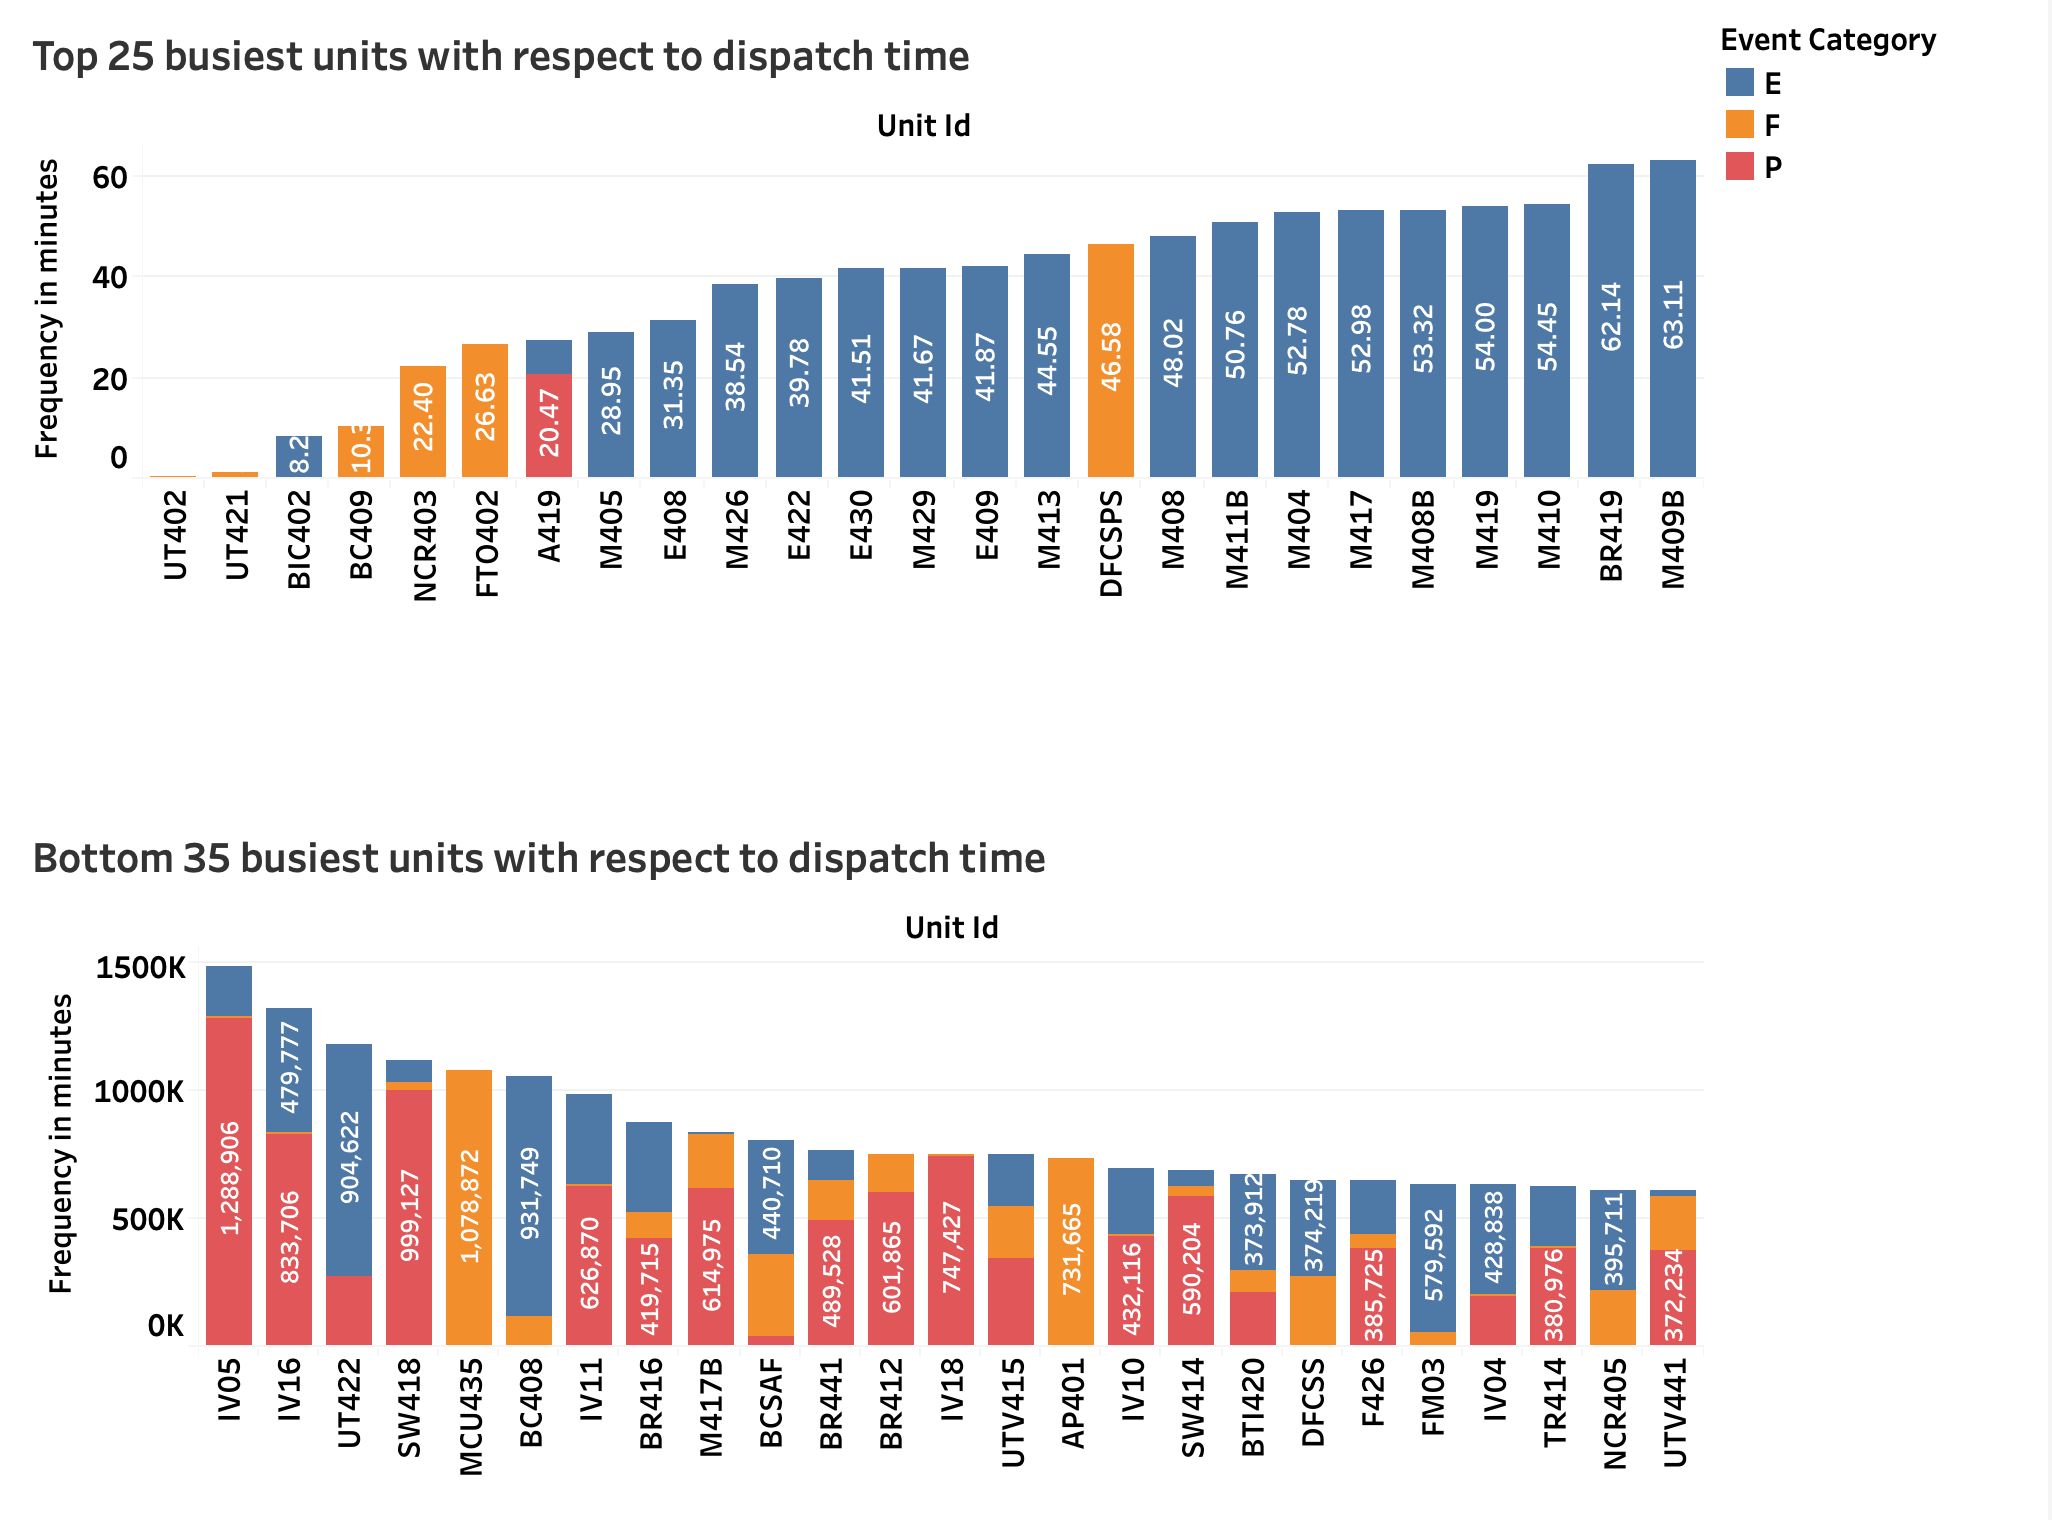 Top 25 busiest units with respect to dispatch time
Event Category
E
F
P
Unit Id
Frequency in minutes
60
40
20
0
8.2
10.3
22.40
26.63
20.47
28.95
31.35
38.54
39.78
41.51
41.67
41.87
44.55
46.58
48.02
50.76
52.78
52.98
53.32
54.00
54.45
62.14
63.11
UT402
UT421
BIC402
BC409
NCR403
FTO402
A419
M405
E408
M426
E422
E430
M429
E409
M413
DFCSPS
M408
M411B
M404
M417
M408B
M419
M410
BR419
M409B
Bottom 35 busiest units with respect to dispatch time
Unit Id
Frequency in minutes
1500K
1000K
500K
0K
1,288,906
479,777
833,706
904,622
999,127
1,078,872
931,749
626,870
419,715
614,975
440,710
489,528
601,865
747,427
731,665
432,116
590,204
373,912
374,219
385,725
579,592
428,838
380,976
395,711
372,234
IV05
IV16
UT422
SW418
MCU435
BC408
IV11
BR416
M417B
BCSAF
BR441
BR412
IV18
UTV415
AP401
IV10
SW414
BTI420
DFCSS
F426
FM03
IV04
TR414
NCR405
UTV441